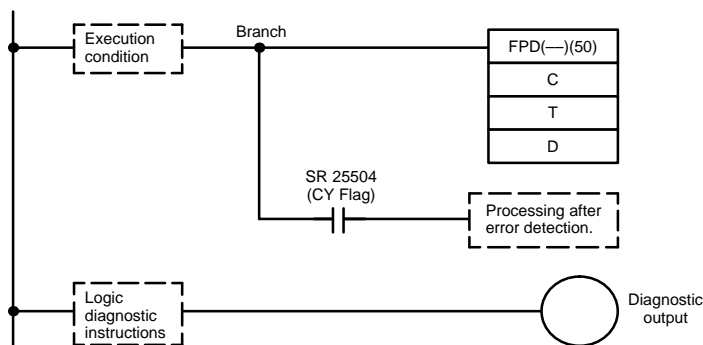 Execution
condition
Branch
FPD(––)(50)
C
T
D
SR 25504
(CY Flag)
Processing after
error detection.
Logic
diagnostic
instructions
Diagnostic
output